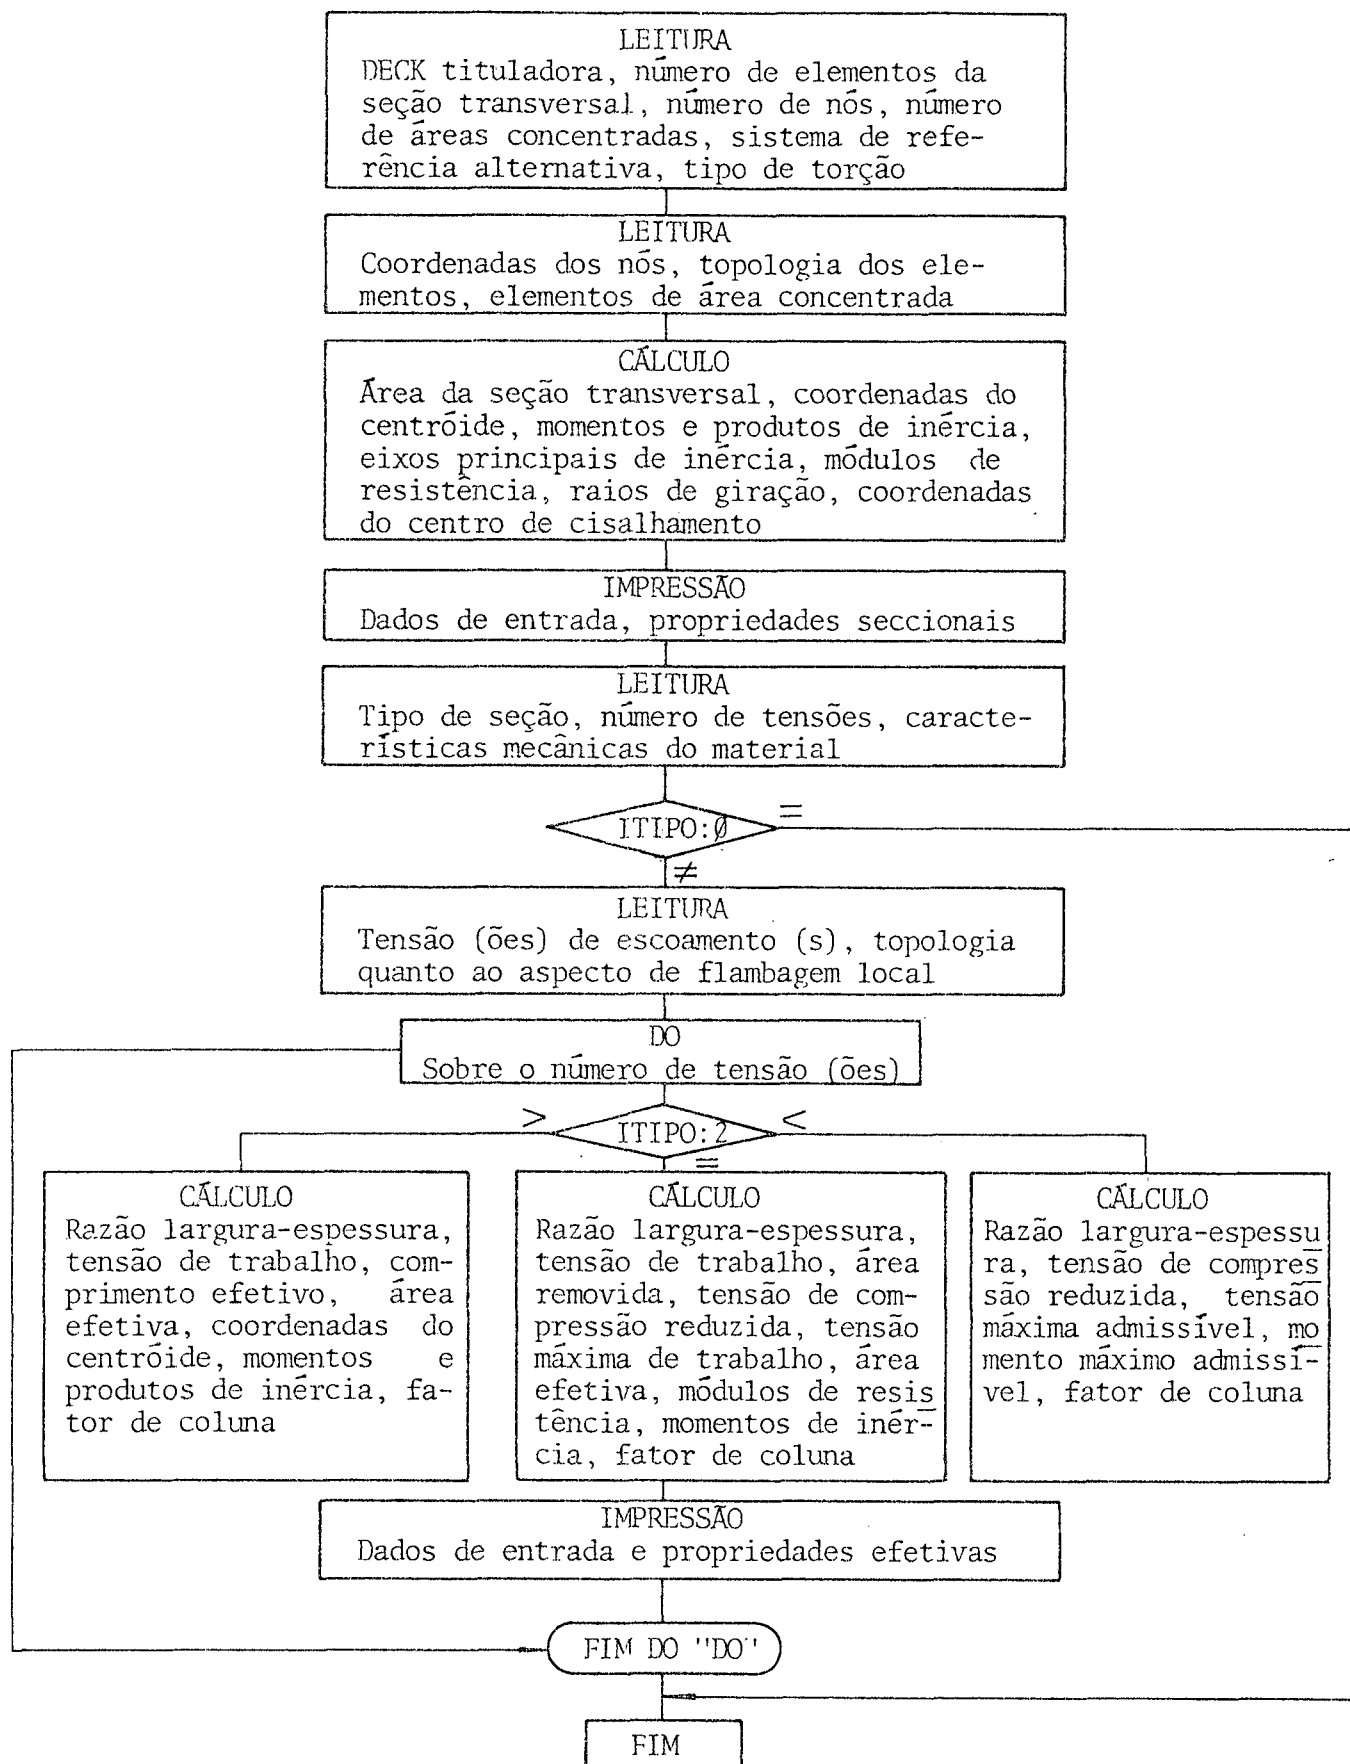 LEITURA
DECK tituladora, número de elementos da
seção transversal, número de nós, número
de áreas concentradas, sistema de refe-
rência alternativa, tipo de torção
LEITURA
Coordenadas dos nós, topologia dos ele-
mentos, elementos de área concentrada
CÁLCULO
Área da seção transversal, coordenadas do
centróide, momentos e produtos de inércia,
eixos principais de inércia, módulos de
resistência, raios de giração, coordenadas
do centro de cisalhamento
IMPRESSÃO
Dados de entrada, propriedades seccionais
LEITURA
Tipo de seção, número de tensões, caracte-
rísticas mecânicas do material
ITIPO:Ø
=
≠
LEITURA
Tensão (ões) de escoamento (s), topologia
quanto ao aspecto de flambagem local
DO
Sobre o número de tensão (ões)
>
ITIPO:2
<
=
CÁLCULO
Razão largura-espessura,
tensão de trabalho, com-
primento efetivo, área
efetiva, coordenadas do
centróide, momentos e
produtos de inércia, fa-
tor de coluna
CÁLCULO
Razão largura-espessura,
tensão de trabalho, área
removida, tensão de com-
pressão reduzida, tensão
máxima de trabalho, área
efetiva, módulos de resis
tência, momentos de inér-
cia, fator de coluna
CÁLCULO
Razão largura-espessu
ra, tensão de compres
são reduzida, tensão
máxima admissível, mo
mento máximo admissí-
vel, fator de coluna
IMPRESSÃO
Dados de entrada e propriedades efetivas
FIM DO "DO"
FIM